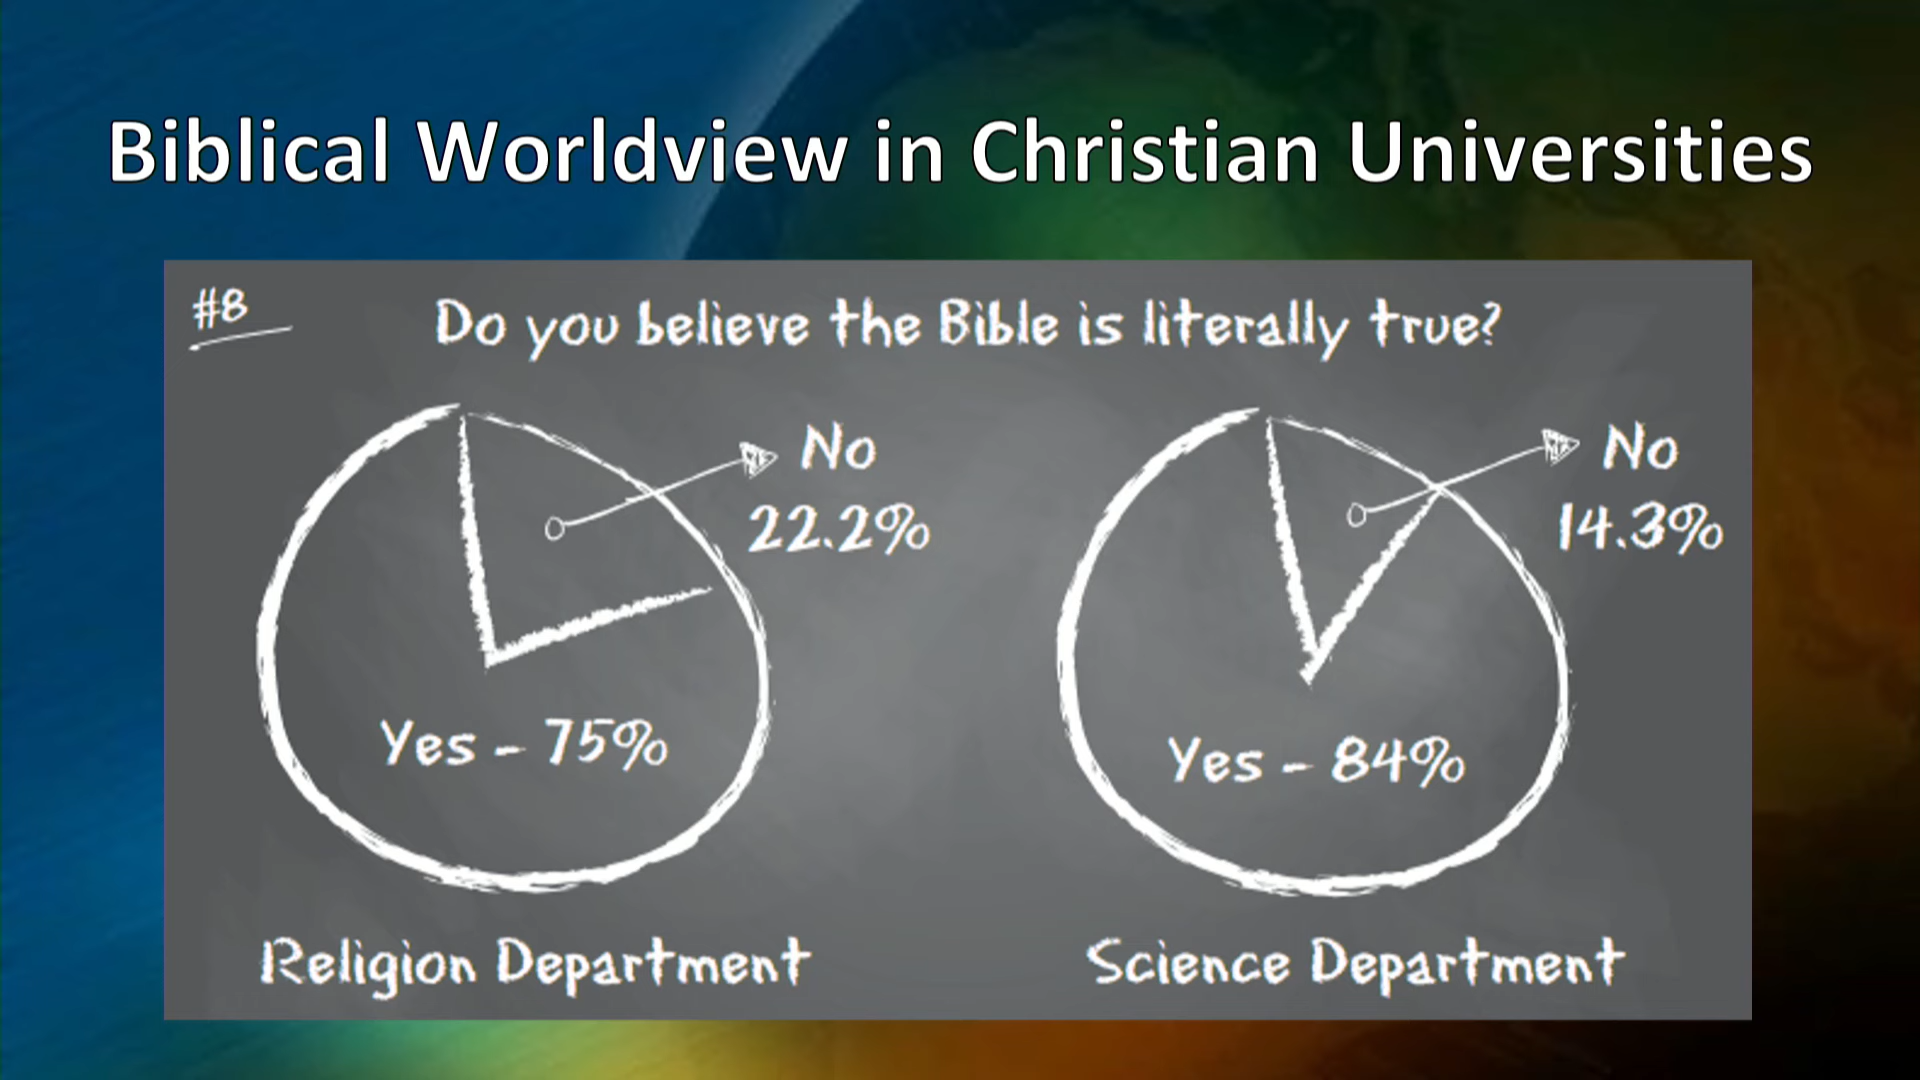 Biblical Worldview in Christian Universities
#8
Do you believe the Bible is literally true?
No
22.2%
Yes - 75%
Religion Department
No
14.3%
Yes - 84%
Science Department